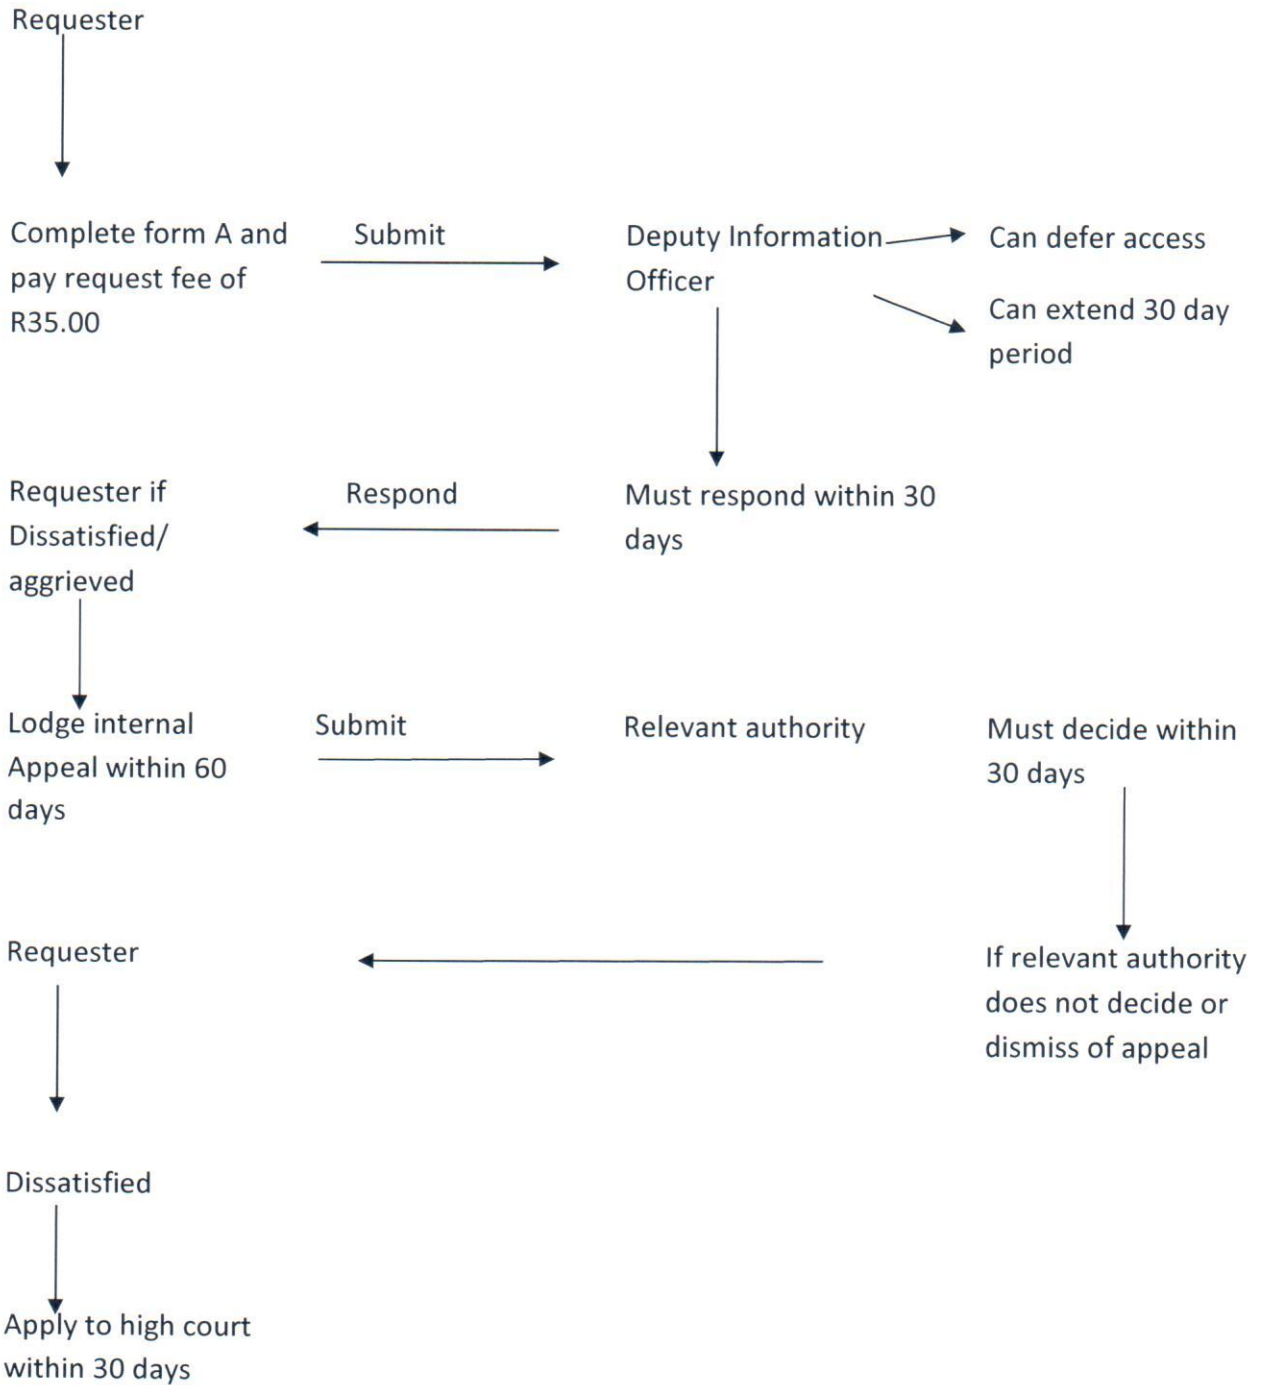 Requester
Complete form A and
pay request fee of
R35.00
Submit
Deputy Information
Officer
Can defer access
Can extend 30 day
period
Requester if
Dissatisfied/
aggrieved
Respond
Must respond within 30
days
Lodge internal
Appeal within 60
days
Submit
Relevant authority
Must decide within
30 days
Requester
If relevant authority
does not decide or
dismiss of appeal
Dissatisfied
Apply to high court
within 30 days